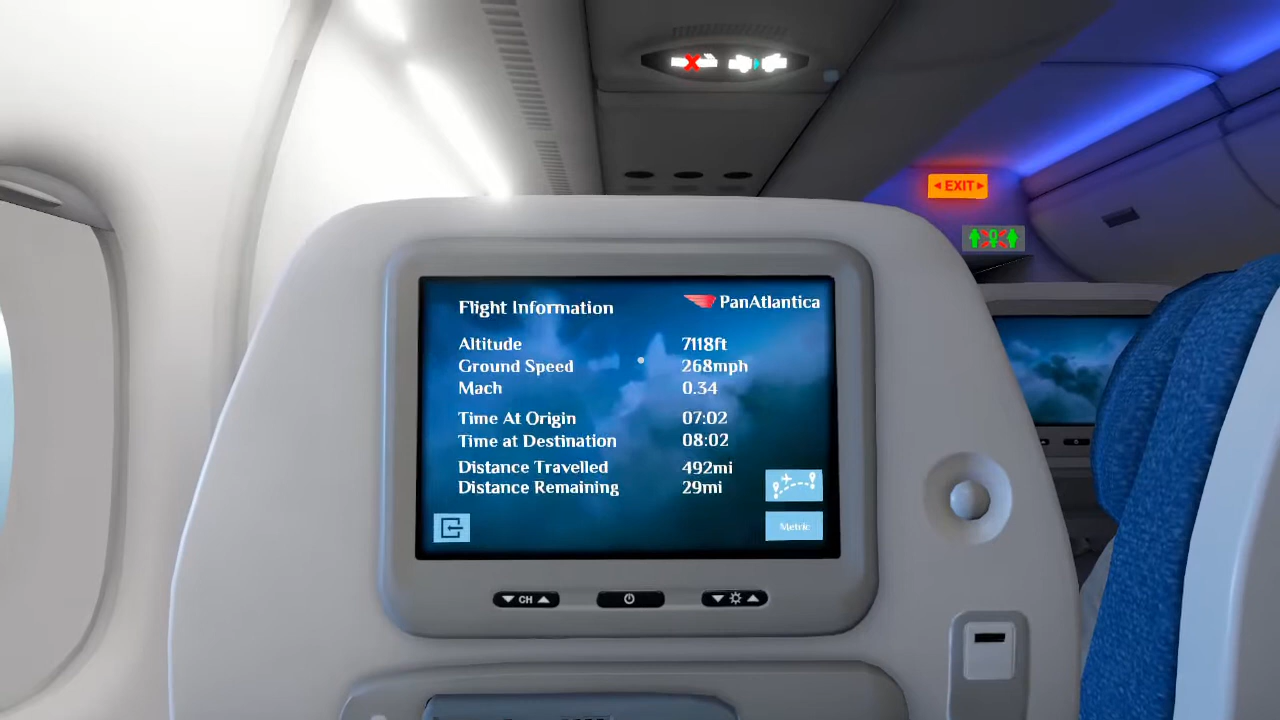 ◄ EXIT ►
Flight Information
PanAtlantica
Altitude 7118ft
Ground Speed 268mph
Mach 0.34
Time At Origin 07:02
Time at Destination 08:02
Distance Travelled 492mi
Distance Remaining 29mi
Metric
▼ CH ▲